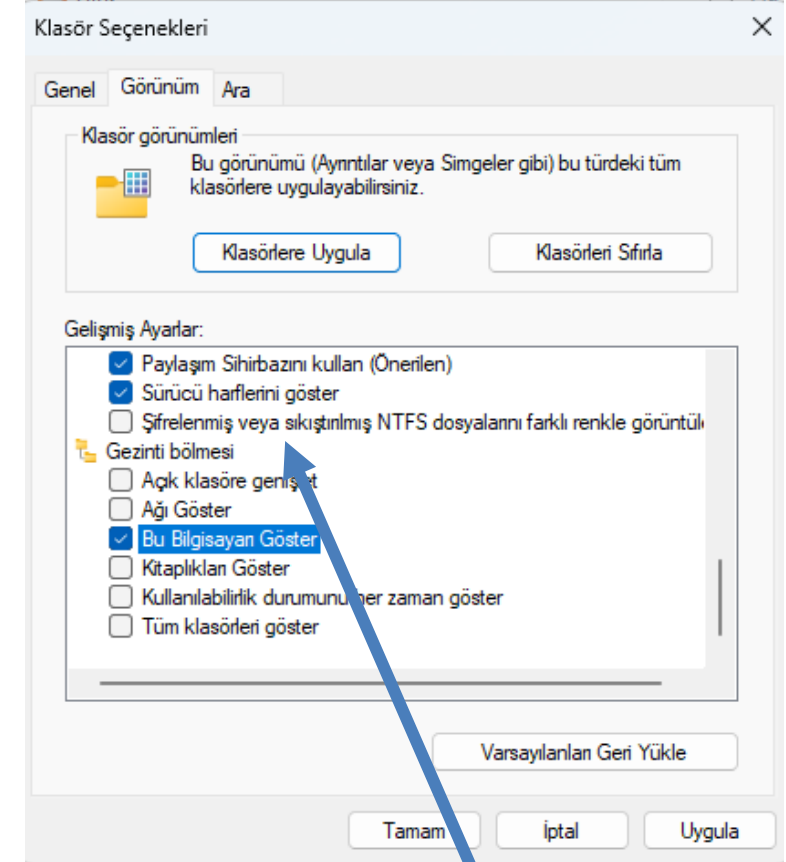 Klasör Seçenekleri
Genel Görünüm Ara
Klasör görünümleri
Bu görünümü (Ayrıntılar veya Simgeler gibi) bu türdeki tüm
klasörlere uygulayabilirsiniz.
Klasörlere Uygula Klasörleri Sıfırla
Gelişmiş Ayarlar:
Paylaşım Sihirbazını kullan (Önerilen)
Sürücü harflerini göster
Şifrelenmiş veya sıkıştırılmış NTFS dosyalarını farklı renkle
Gezinti bölmesi
Açık klasöre genişlet
Ağı Göster
Bu Bilgisayarı Göster
Kitaplıkları Göster
Kullanılabilirlik durumunu her zaman göster
Tüm klasörleri göster
Varsayılanları Geri Yükle
Tamam İptal Uygula